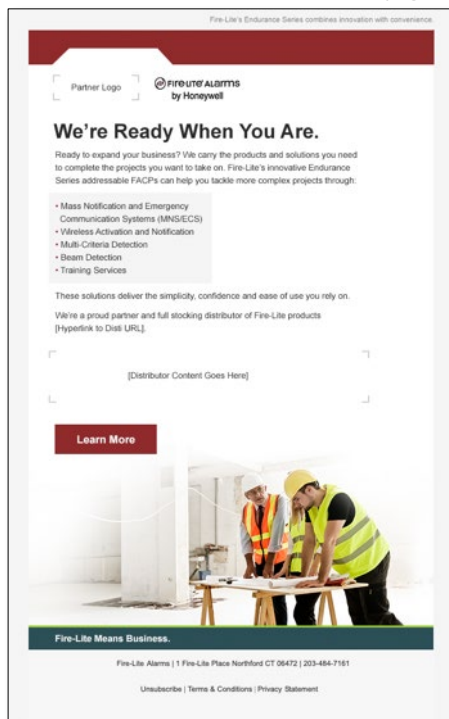 Fire-Lite's Endurance Series combines innovation with convenience.
Partner Logo
FIRE-LITE ALARMS
by Honeywell
We're Ready When You Are.
Ready to expand your business? We carry the products and solutions you need
to complete the projects you want to take on. Fire-Lite's innovative Endurance
Series addressable FACPs can help you tackle more complex projects through:
• Mass Notification and Emergency
Communication Systems (MNS/ECS)
• Wireless Activation and Notification
• Multi-Criteria Detection
• Beam Detection
• Training Services
These solutions deliver the simplicity, confidence and ease of use you rely on.
We're a proud partner and full stocking distributor of Fire-Lite products
[Hyperlink to Disti URL].
[Distributor Content Goes Here]
Learn More
Fire-Lite Means Business.
Fire-Lite Alarms | 1 Fire-Lite Place Northford CT 06472 | 203-484-7161
Unsubscribe | Terms & Conditions | Privacy Statement